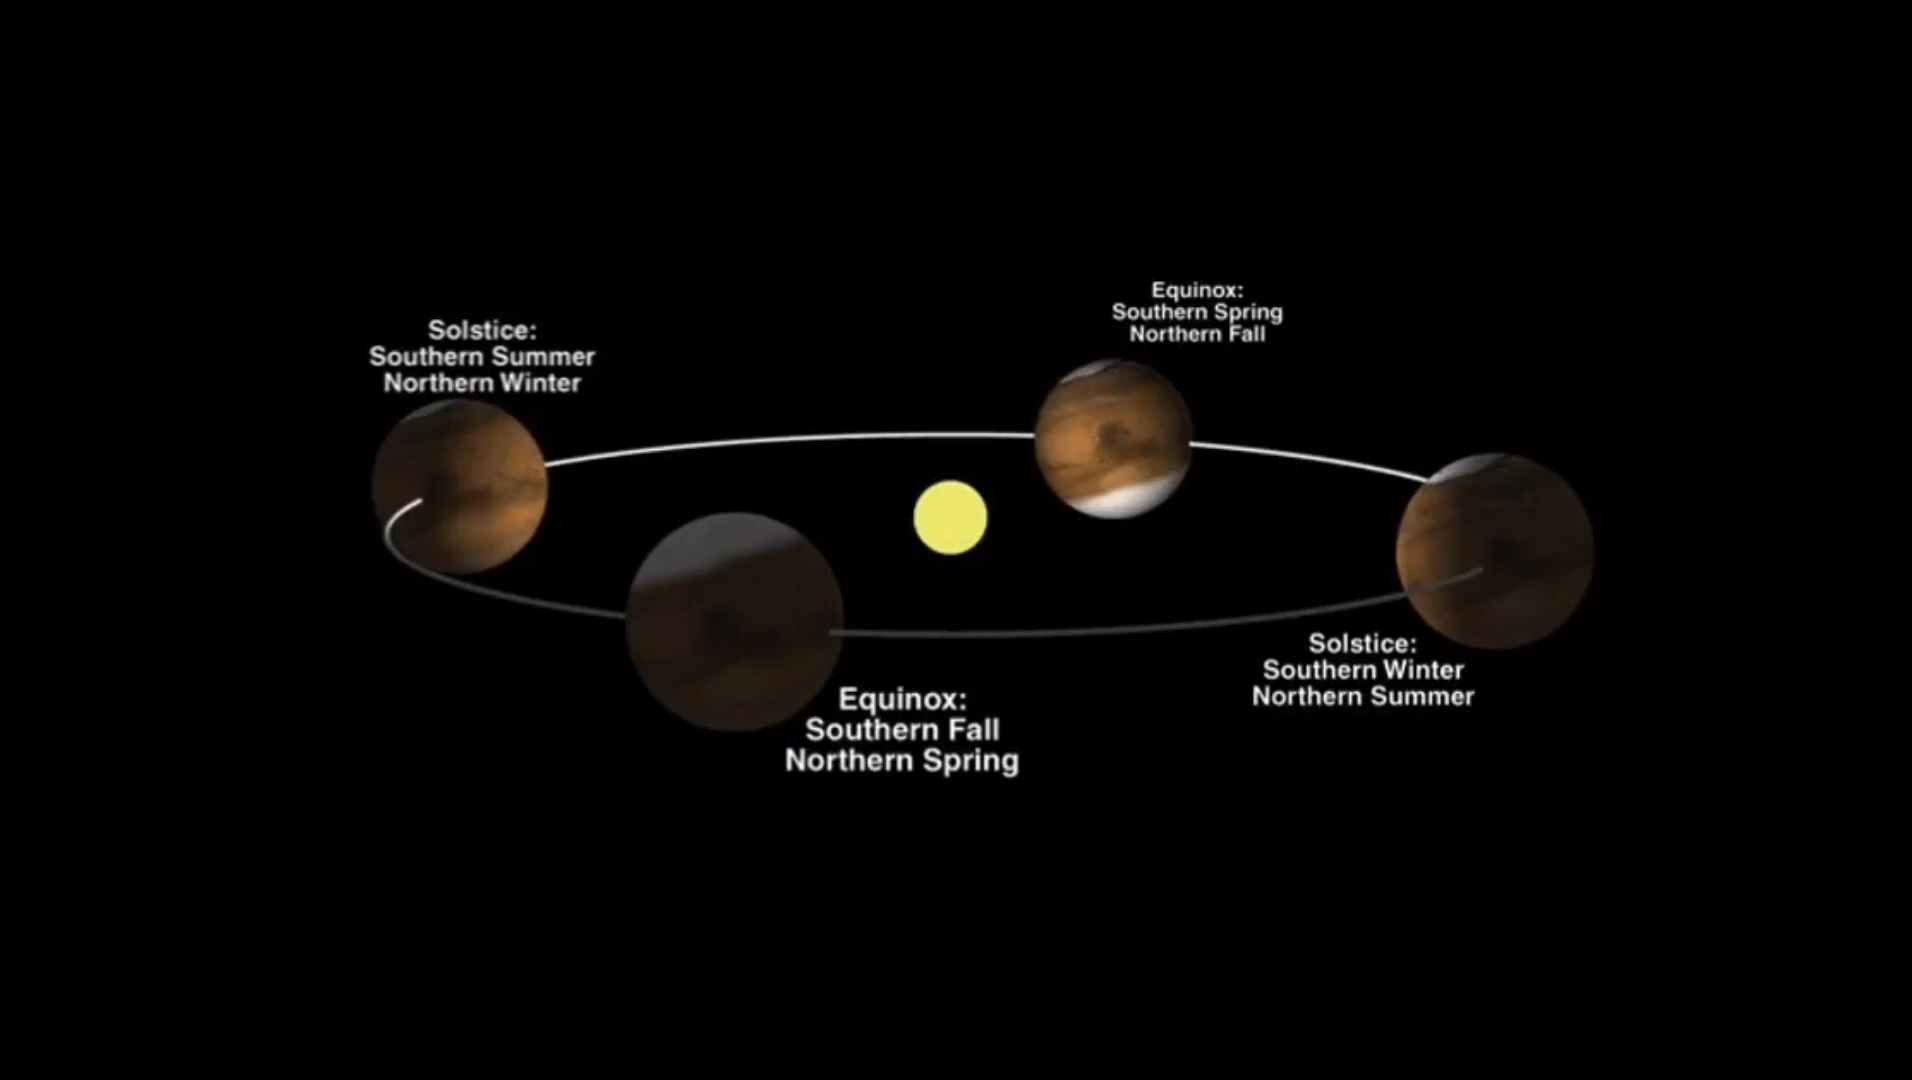 Equinox:
Southern Spring
Northern Fall
Solstice:
Southern Summer
Northern Winter
Solstice:
Southern Winter
Northern Summer
Equinox:
Southern Fall
Northern Spring